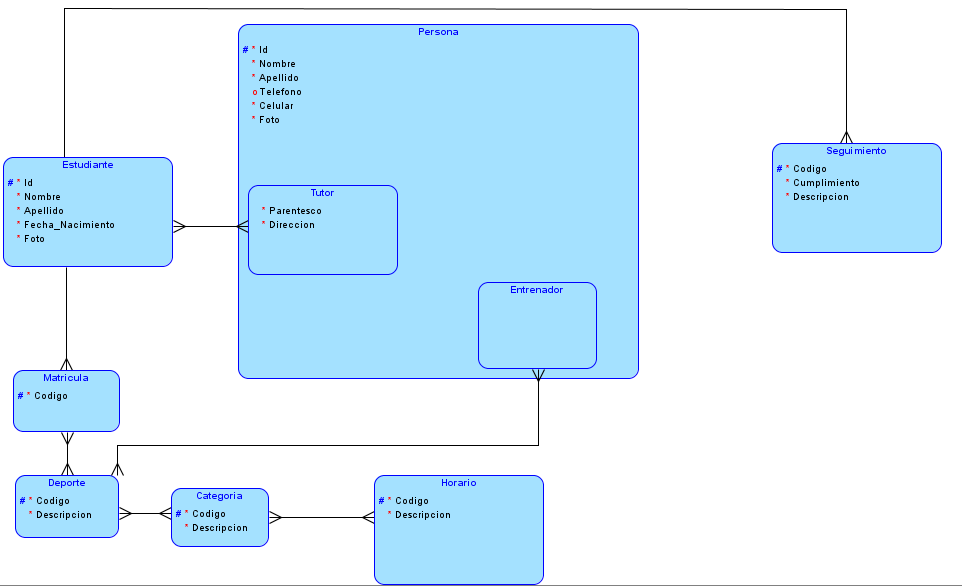 Persona
# * Id
* Nombre
* Apellido
o Telefono
* Celular
* Foto
Estudiante
# * Id
* Nombre
* Apellido
* Fecha_Nacimiento
* Foto
Tutor
* Parentesco
* Direccion
Seguimiento
# * Codigo
* Cumplimiento
* Descripcion
Entrenador
Matricula
# * Codigo
Deporte
# * Codigo
* Descripcion
Categoria
# * Codigo
* Descripcion
Horario
# * Codigo
* Descripcion